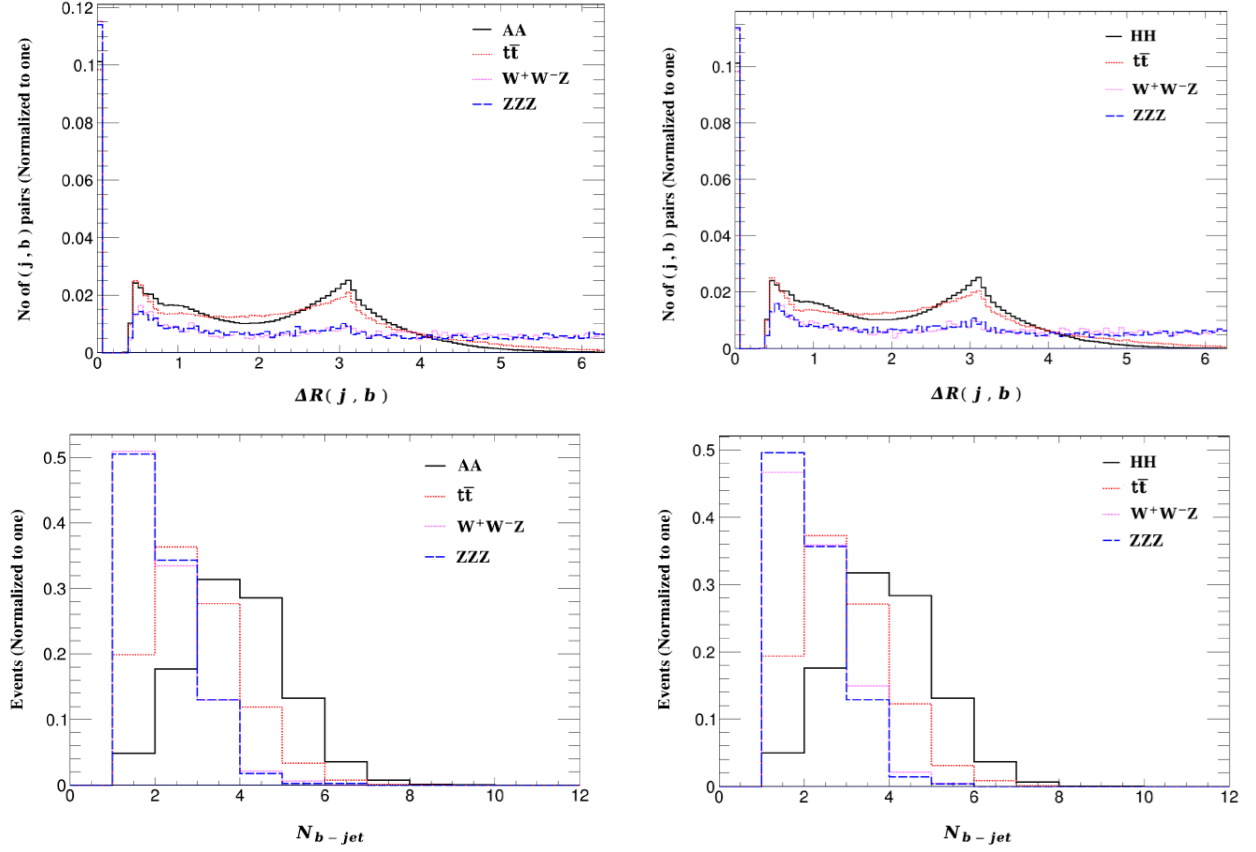 No of ( j , b ) pairs (Normalized to one)
0.12
0.1
0.08
0.06
0.04
0.02
0
AA
tt̅
W⁺W⁻Z
ZZZ
0 1 2 3 4 5 6
ΔR( j , b )
No of ( j , b ) pairs (Normalized to one)
0.1
0.08
0.06
0.04
0.02
0
HH
tt̅
W⁺W⁻Z
ZZZ
0 1 2 3 4 5 6
ΔR( j , b )
Events (Normalized to one)
0.5
0.4
0.3
0.2
0.1
0
AA
tt̅
W⁺W⁻Z
ZZZ
0 2 4 6 8 10 12
N b – jet
Events (Normalized to one)
0.5
0.4
0.3
0.2
0.1
0
HH
tt̅
W⁺W⁻Z
ZZZ
0 2 4 6 8 10 12
N b – jet